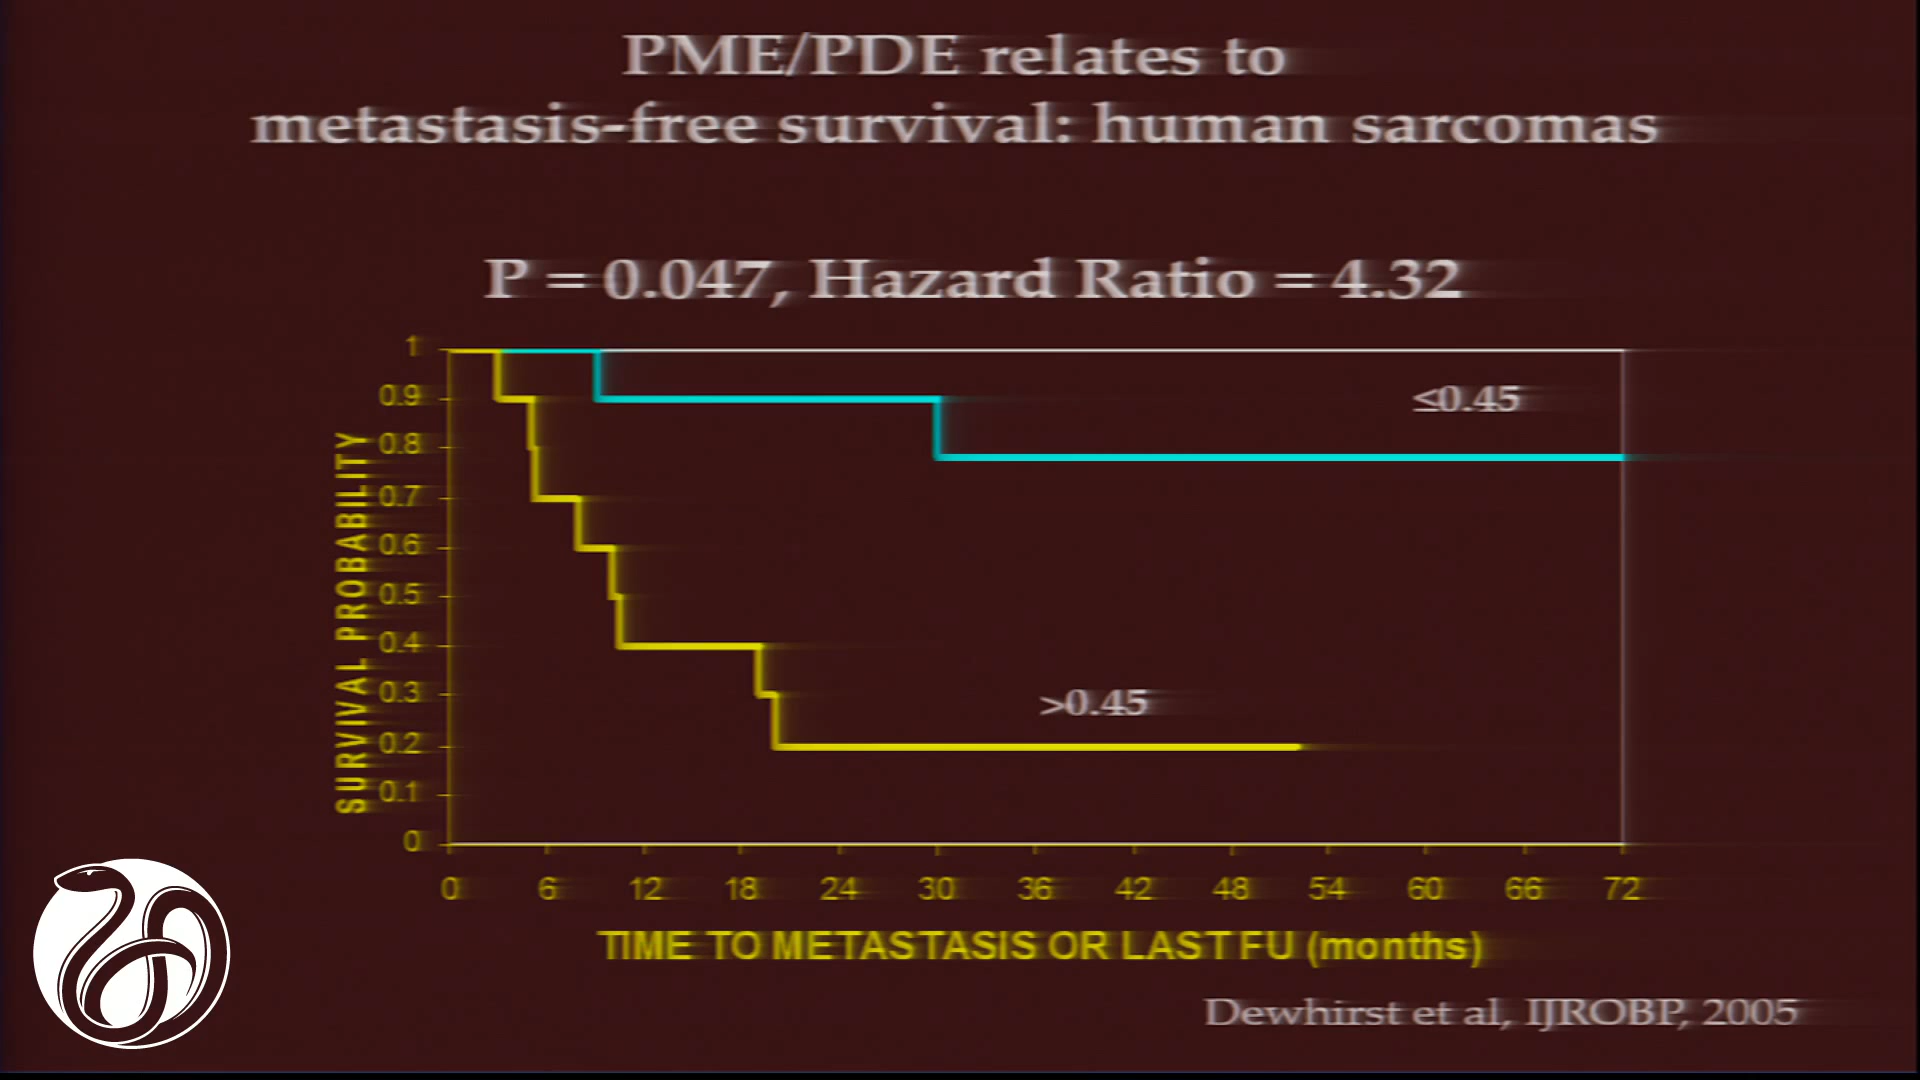 PME/PDE relates to
metastasis-free survival: human sarcomas
P = 0.047, Hazard Ratio = 4.32
1
0.9
≤0.45
0.8
0.7
0.6
0.5
0.4
0.3
>0.45
0.2
0.1
0
SURVIVAL PROBABILITY
0 6 12 18 24 30 36 42 48 54 60 66 72
TIME TO METASTASIS OR LAST FU (months)
Dewhirst et al, IJROBP, 2005